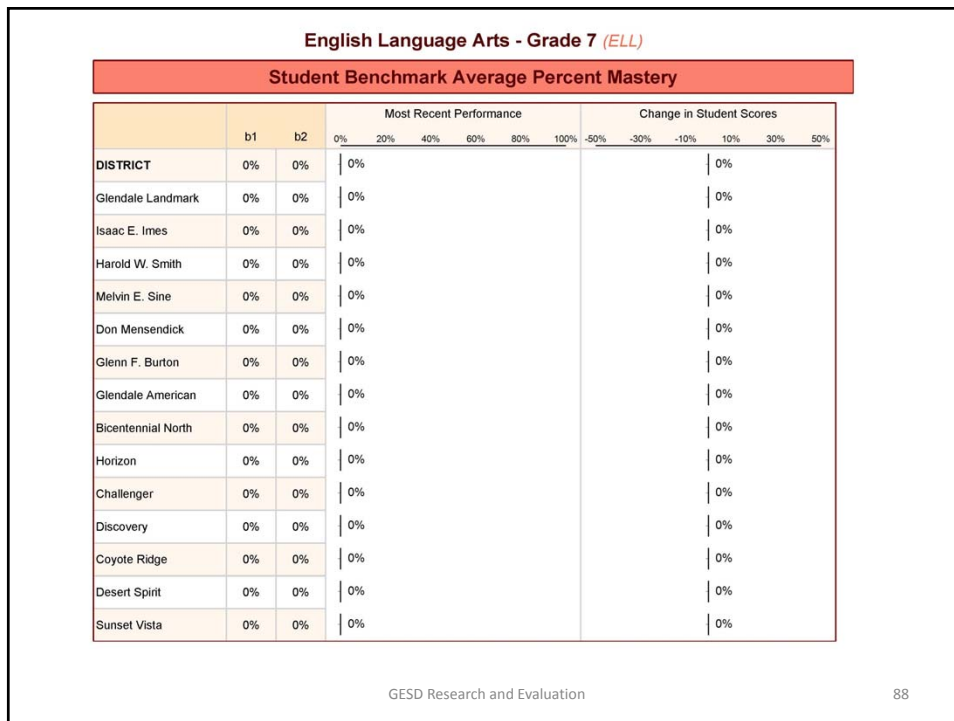 English Language Arts - Grade 7 (ELL)
Student Benchmark Average Percent Mastery
Most Recent Performance Change in Student Scores
b1 b2 0% 20% 40% 60% 80% 100% -50% -30% -10% 10% 30% 50%
DISTRICT 0% 0% 0% 0%
Glendale Landmark 0% 0% 0% 0%
Isaac E. Imes 0% 0% 0% 0%
Harold W. Smith 0% 0% 0% 0%
Melvin E. Sine 0% 0% 0% 0%
Don Mensendick 0% 0% 0% 0%
Glenn F. Burton 0% 0% 0% 0%
Glendale American 0% 0% 0% 0%
Bicentennial North 0% 0% 0% 0%
Horizon 0% 0% 0% 0%
Challenger 0% 0% 0% 0%
Discovery 0% 0% 0% 0%
Coyote Ridge 0% 0% 0% 0%
Desert Spirit 0% 0% 0% 0%
Sunset Vista 0% 0% 0% 0%
GESD Research and Evaluation 88